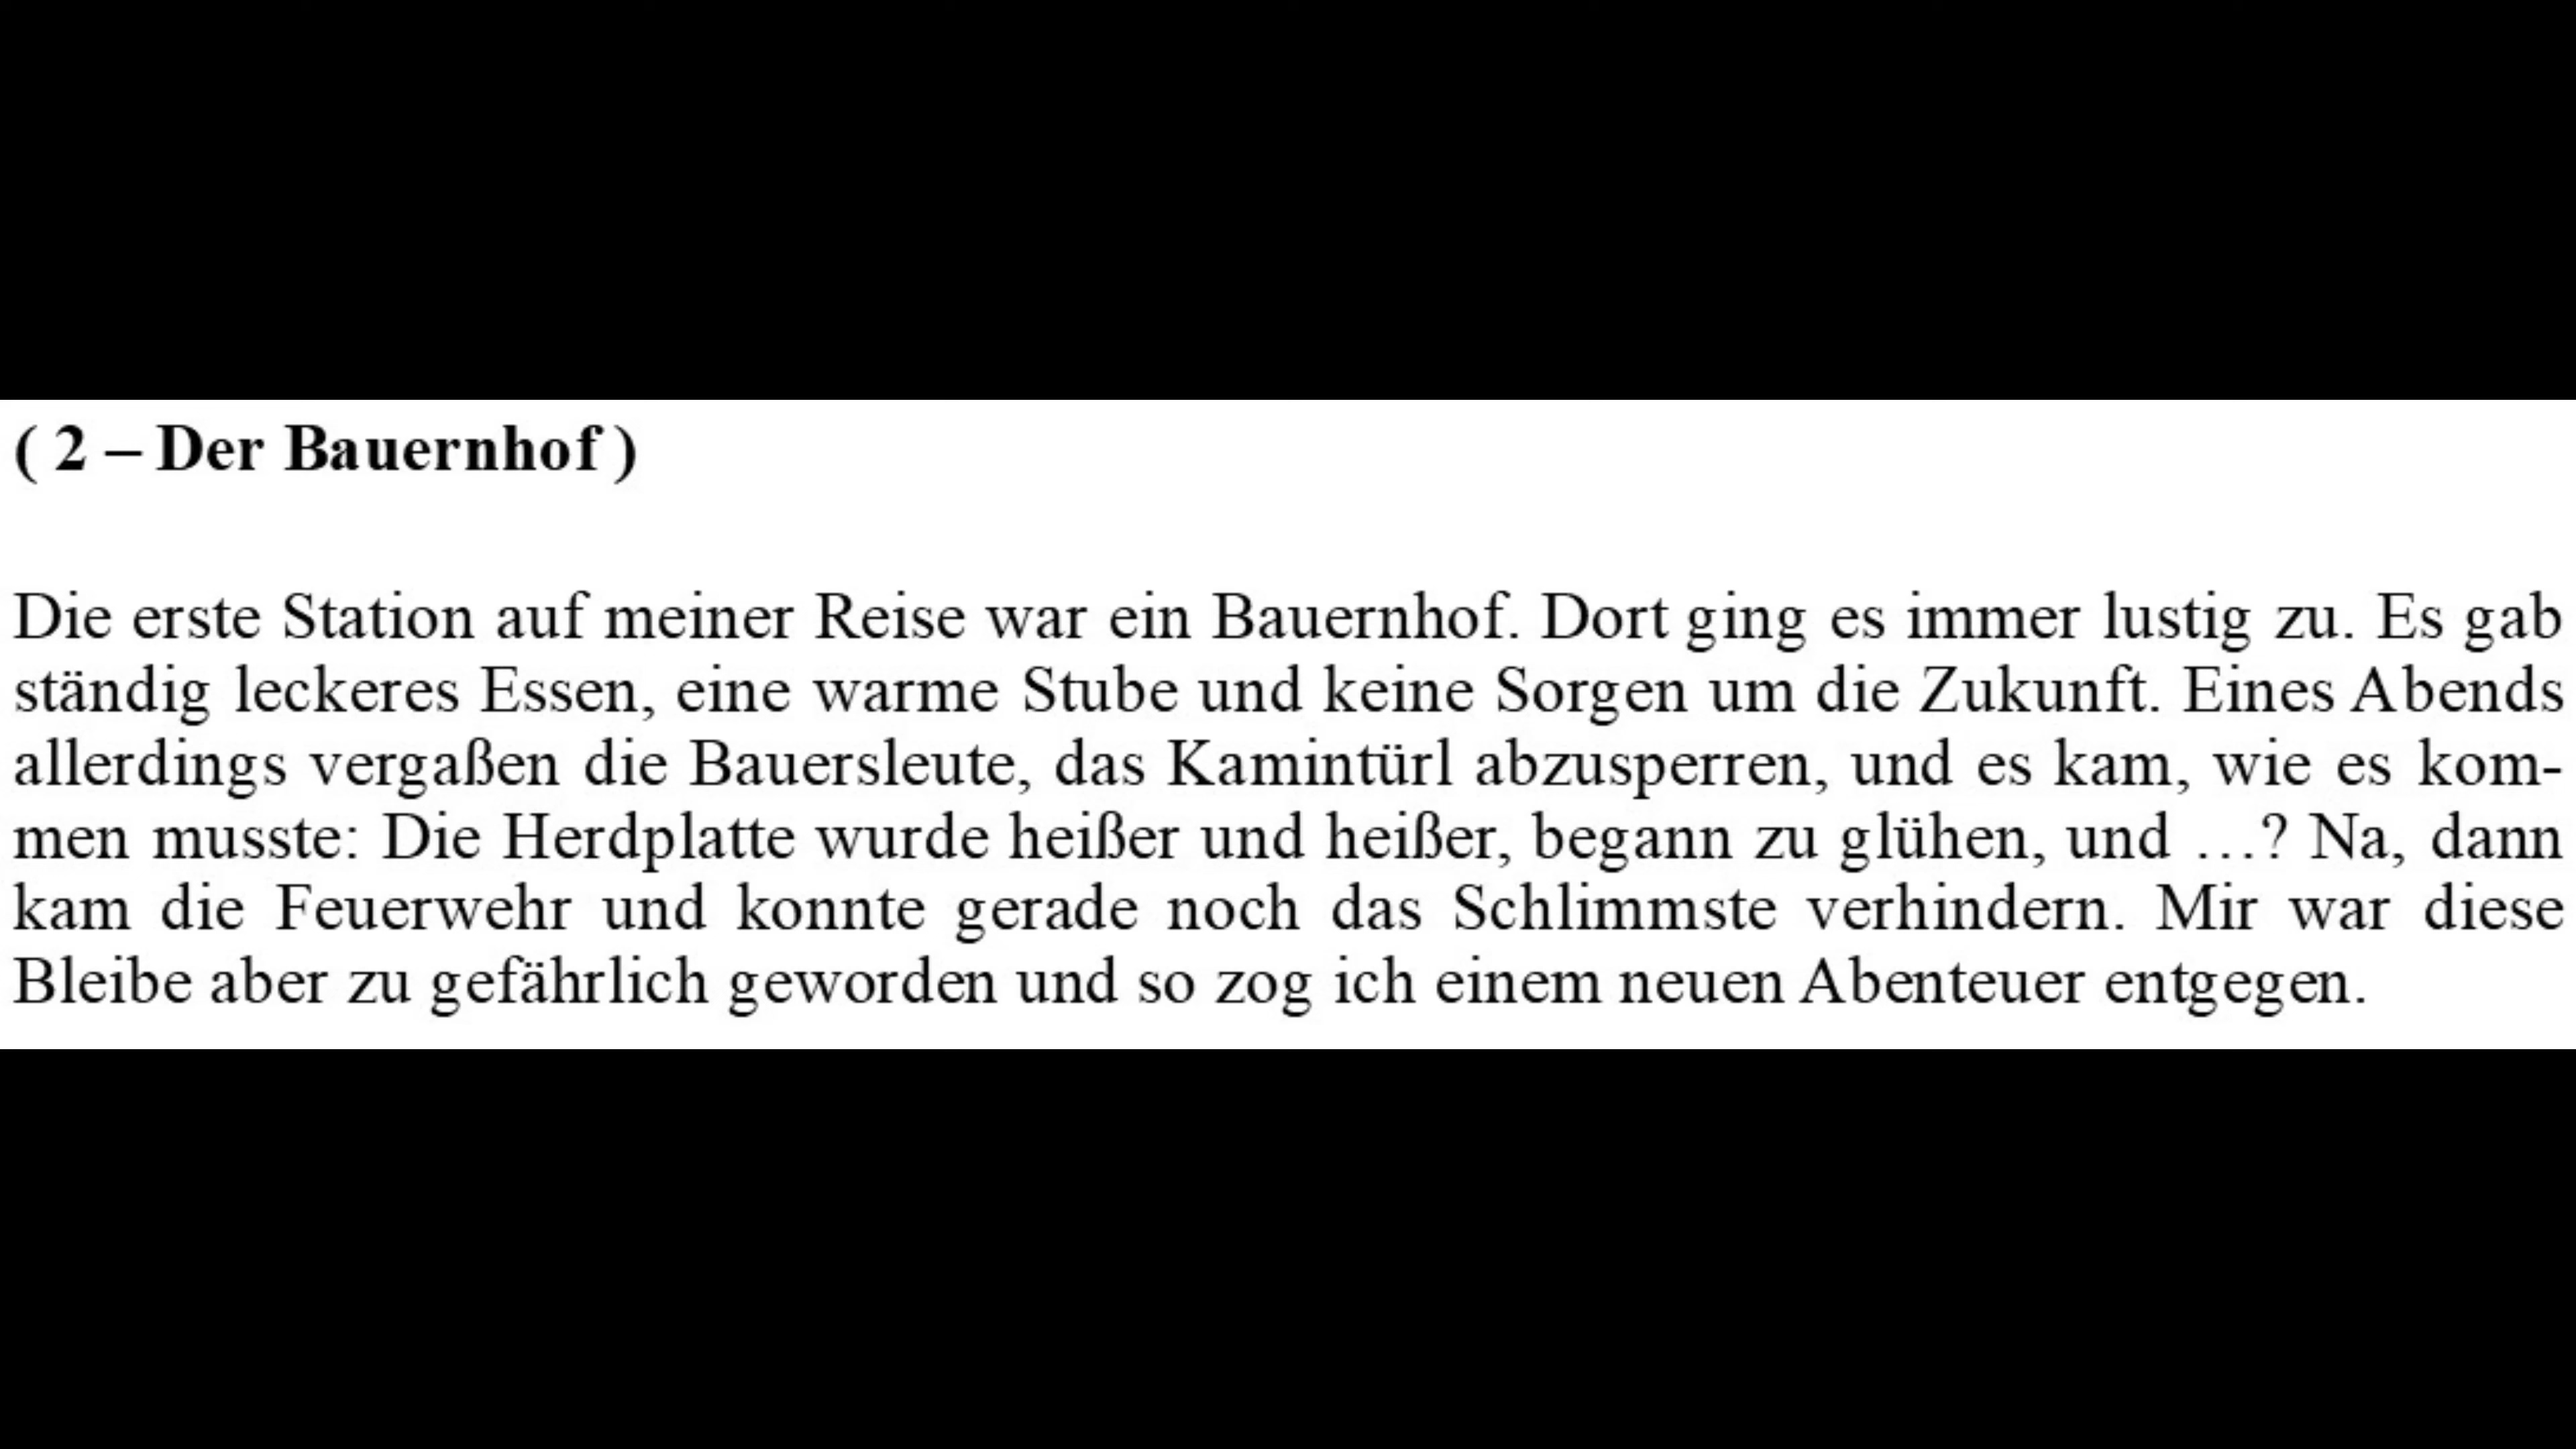 ( 2 – Der Bauernhof )
Die erste Station auf meiner Reise war ein Bauernhof. Dort ging es immer lustig zu. Es gab
ständig leckeres Essen, eine warme Stube und keine Sorgen um die Zukunft. Eines Abends
allerdings vergaßen die Bauersleute, das Kamintürl abzusperren, und es kam, wie es kom-
men musste: Die Herdplatte wurde heißer und heißer, begann zu glühen, und …? Na, dann
kam die Feuerwehr und konnte gerade noch das Schlimmste verhindern. Mir war diese
Bleibe aber zu gefährlich geworden und so zog ich einem neuen Abenteuer entgegen.